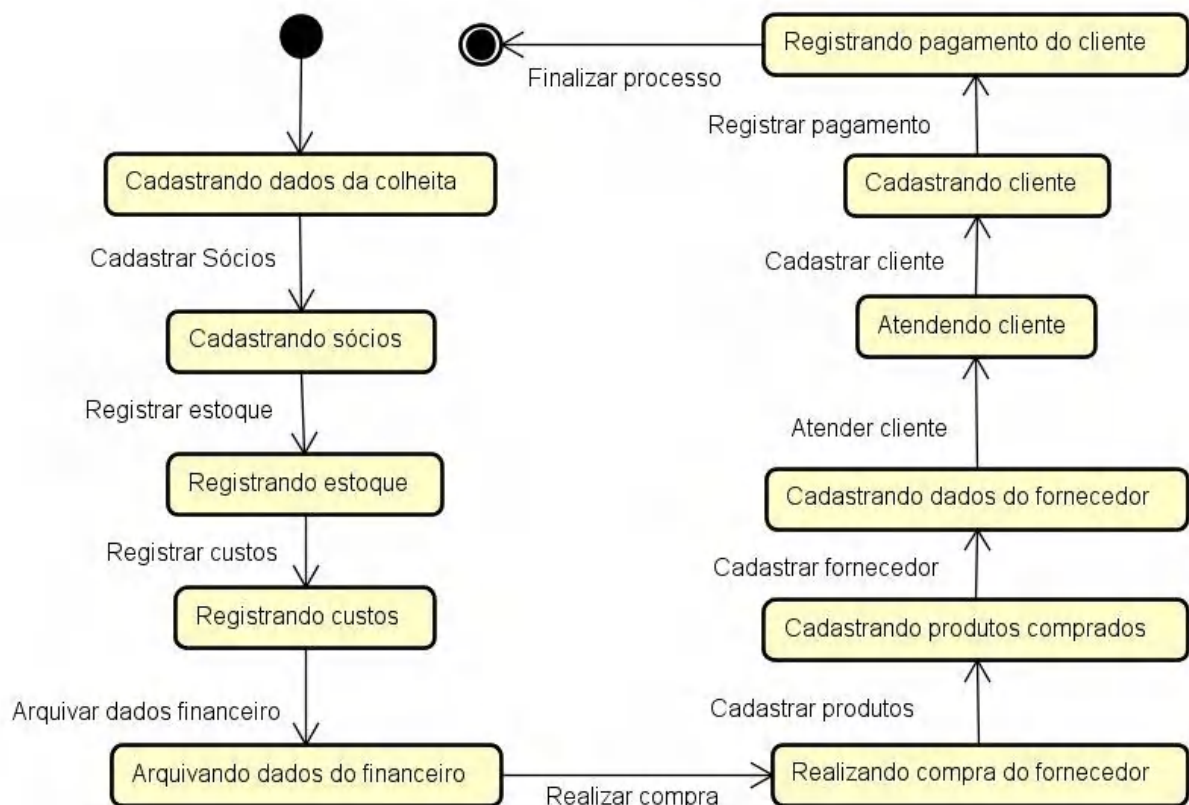 Cadastrando dados da colheita
Cadastrar Sócios
Cadastrando sócios
Registrar estoque
Registrando estoque
Registrar custos
Registrando custos
Arquivar dados financeiro
Arquivando dados do financeiro
Realizar compra
Realizando compra do fornecedor
Cadastrar produtos
Cadastrando produtos comprados
Cadastrar fornecedor
Cadastrando dados do fornecedor
Atender cliente
Atendendo cliente
Cadastrar cliente
Cadastrando cliente
Registrar pagamento
Registrando pagamento do cliente
Finalizar processo